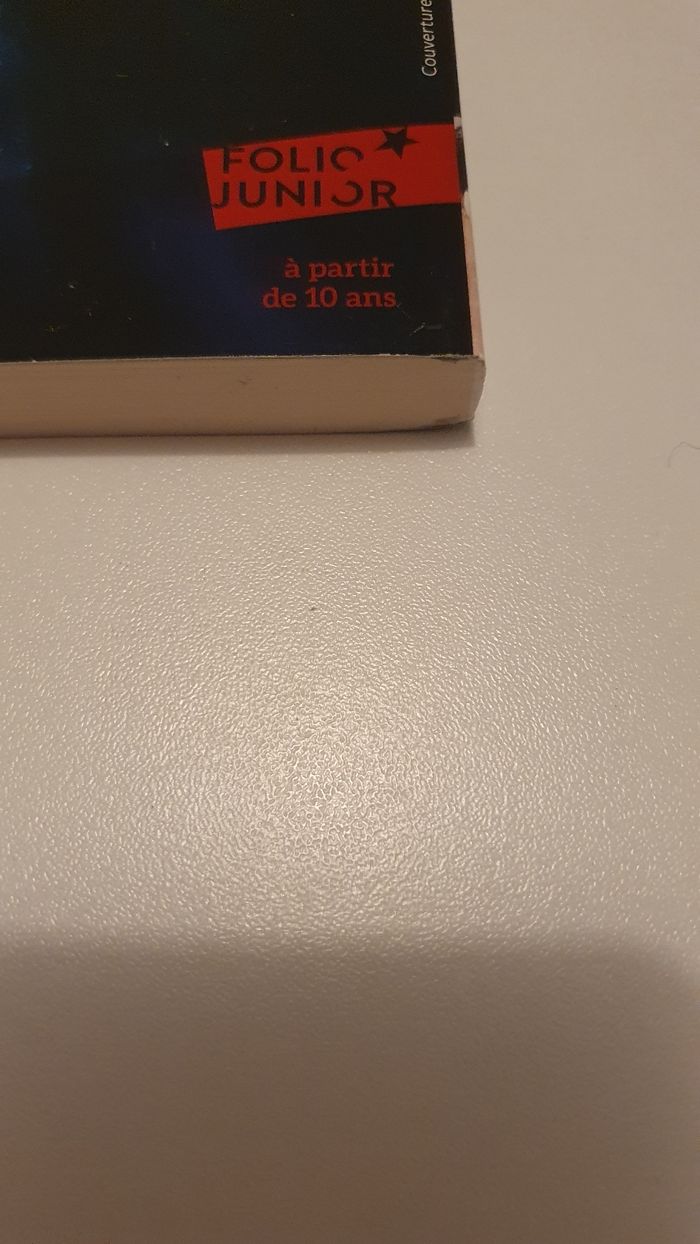 Couverture
FOLIO
JUNIOR
à partir
de 10 ans